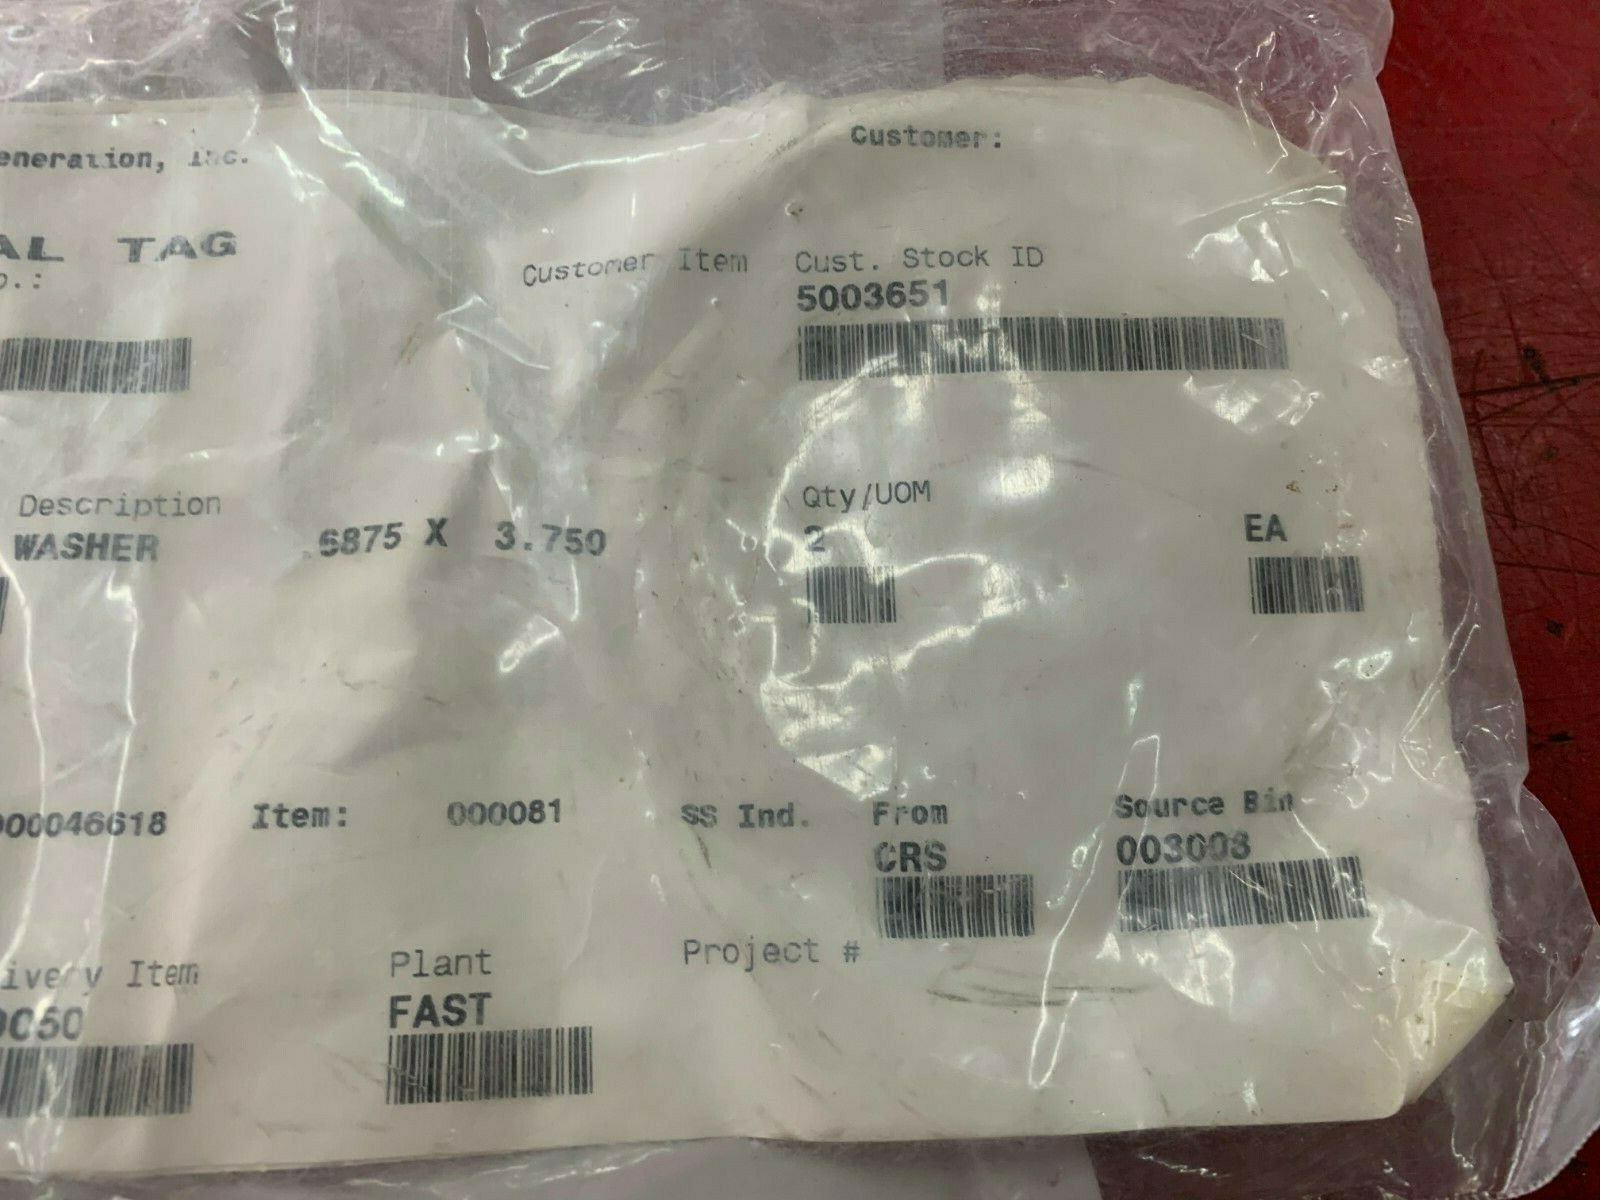 eneration, Inc.
Customer:
AL TAG
o.:
Customer Item
Cust. Stock ID
5003651
Description
WASHER .6875 X 3.750
Qty/UOM
2 EA
000046618 Item: 000081
SS Ind.
From
CRS
Source Bin
003008
ivery Item
0050
Plant
FAST
Project #